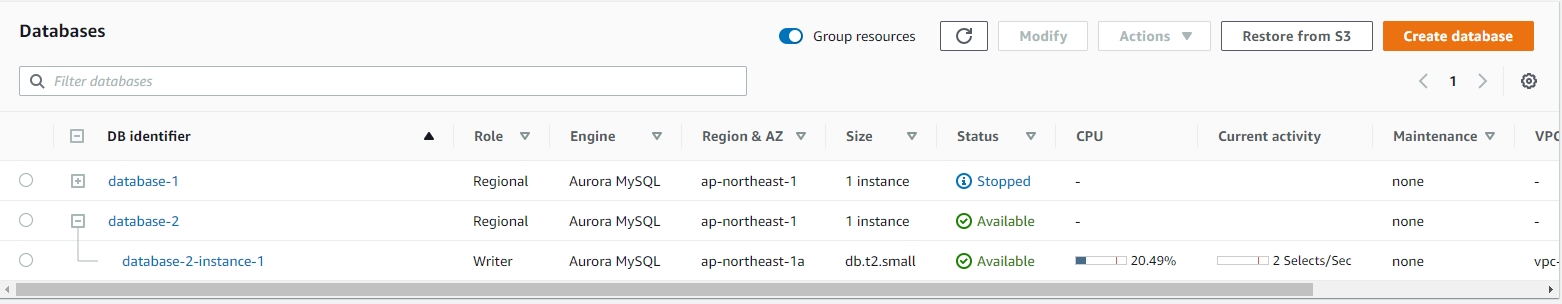 Databases
Group resources
Modify
Actions
Restore from S3
Create database
Filter databases
1
DB identifier Role Engine Region & AZ Size Status CPU Current activity Maintenance VPC
database-1 Regional Aurora MySQL ap-northeast-1 1 instance Stopped - none -
database-2 Regional Aurora MySQL ap-northeast-1 1 instance Available - none -
database-2-instance-1 Writer Aurora MySQL ap-northeast-1a db.t2.small Available 20.49% 2 Selects/Sec none vpc-